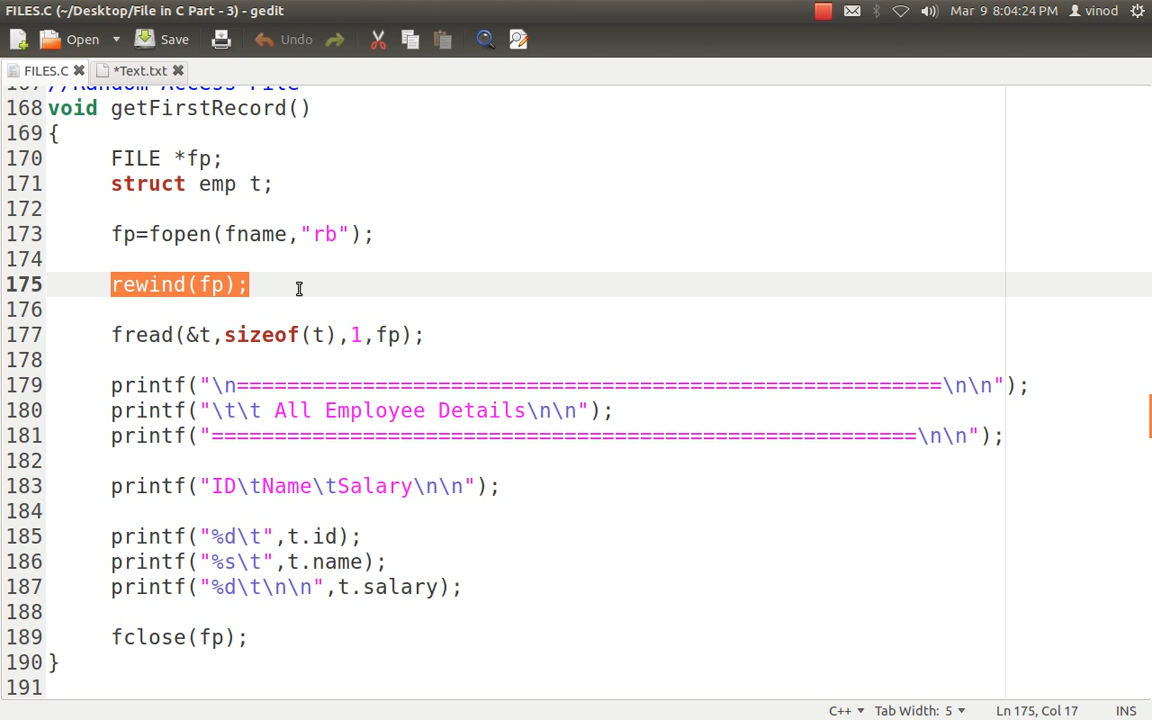 FILES.C (~/Desktop/File in C Part - 3) - gedit
Mar 9 8:04:24 PM vinod
Open Save Undo
FILES.C *Text.txt
167 //Random Access File
168 void getFirstRecord()
169 {
170 FILE *fp;
171 struct emp t;
172
173 fp=fopen(fname,"rb");
174
175 rewind(fp);
176
177 fread(&t,sizeof(t),1,fp);
178
179 printf("\n========================================================\n\n");
180 printf("\t\t All Employee Details\n\n");
181 printf("========================================================\n\n");
182
183 printf("ID\tName\tSalary\n\n");
184
185 printf("%d\t",t.id);
186 printf("%s\t",t.name);
187 printf("%d\t\n\n",t.salary);
188
189 fclose(fp);
190 }
191
C++ Tab Width: 5 Ln 175, Col 17 INS